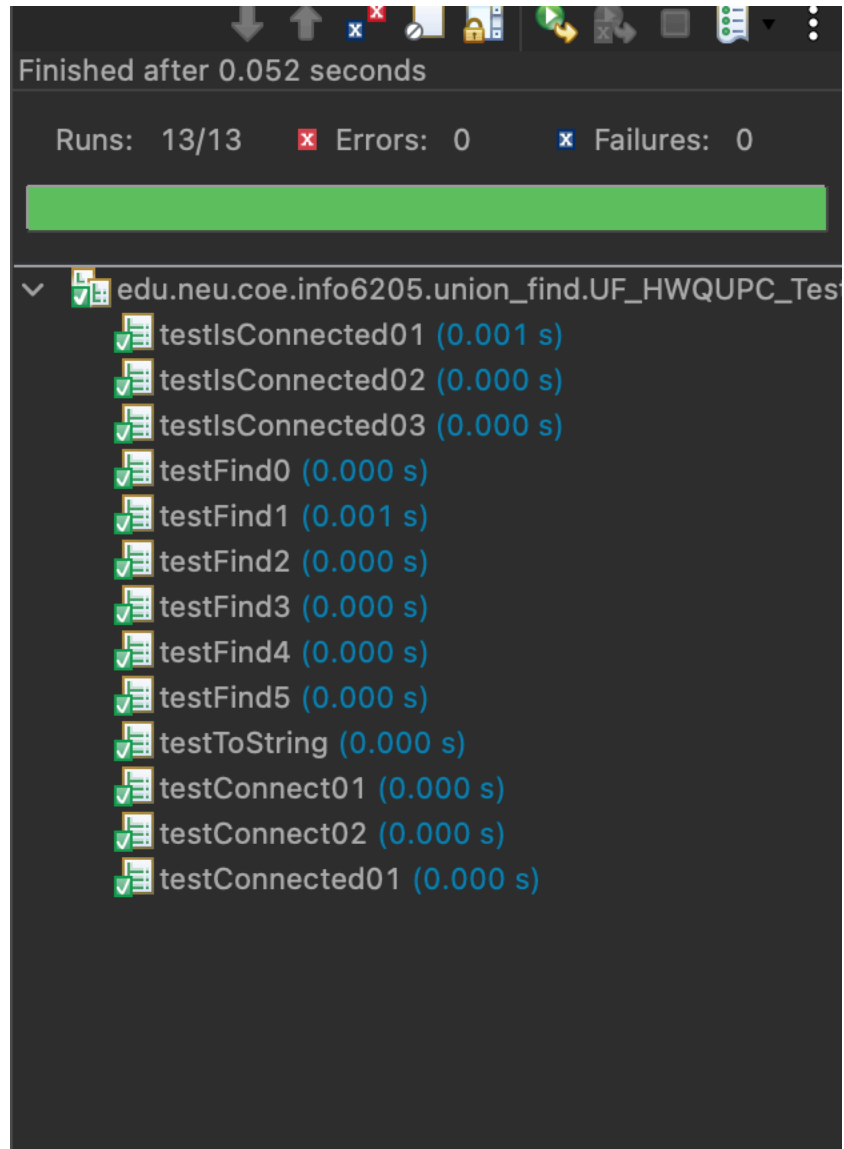 Finished after 0.052 seconds
Runs: 13/13 Errors: 0 Failures: 0
edu.neu.coe.info6205.union_find.UF_HWQUPC_Tes
testIsConnected01 (0.001 s)
testIsConnected02 (0.000 s)
testIsConnected03 (0.000 s)
testFind0 (0.000 s)
testFind1 (0.001 s)
testFind2 (0.000 s)
testFind3 (0.000 s)
testFind4 (0.000 s)
testFind5 (0.000 s)
testToString (0.000 s)
testConnect01 (0.000 s)
testConnect02 (0.000 s)
testConnected01 (0.000 s)